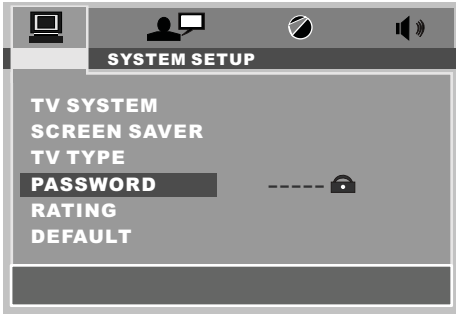 SYSTEM SETUP
TV SYSTEM
SCREEN SAVER
TV TYPE
PASSWORD -----
RATING
DEFAULT